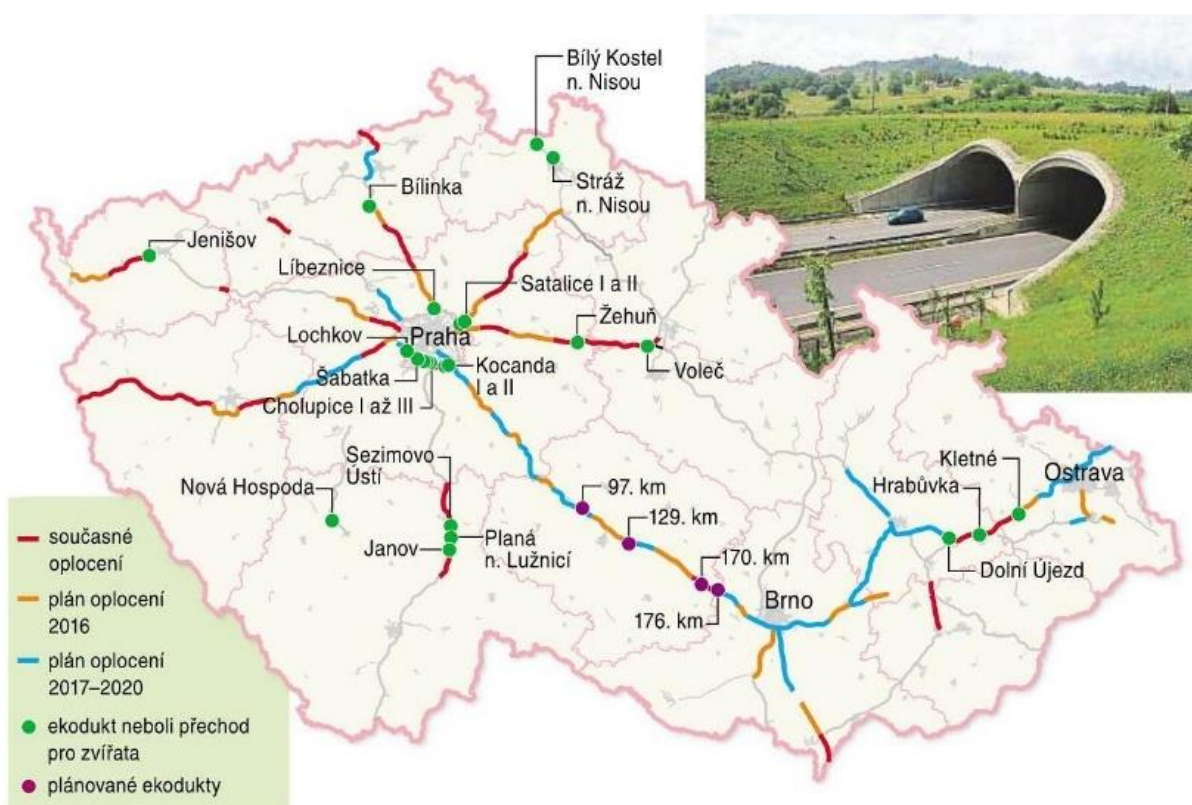 Bílý Kostel
n. Nisou
Stráž
n. Nisou
Bílinka
Jenišov
Líbeznice
Satalice I a II
Lochkov
Praha
Žehuň
Voleč
Šabatka
Kocanda
I a II
Cholupice I až III
Sezimovo
Ústí
Nová Hospoda
Janov
Planá
n. Lužnicí
97. km
129. km
170. km
176. km
Brno
Kletné
Ostrava
Hrabůvka
Dolní Újezd
současné
oplocení
plán oplocení
2016
plán oplocení
2017–2020
ekodukt neboli přechod
pro zvířata
plánované ekodukty